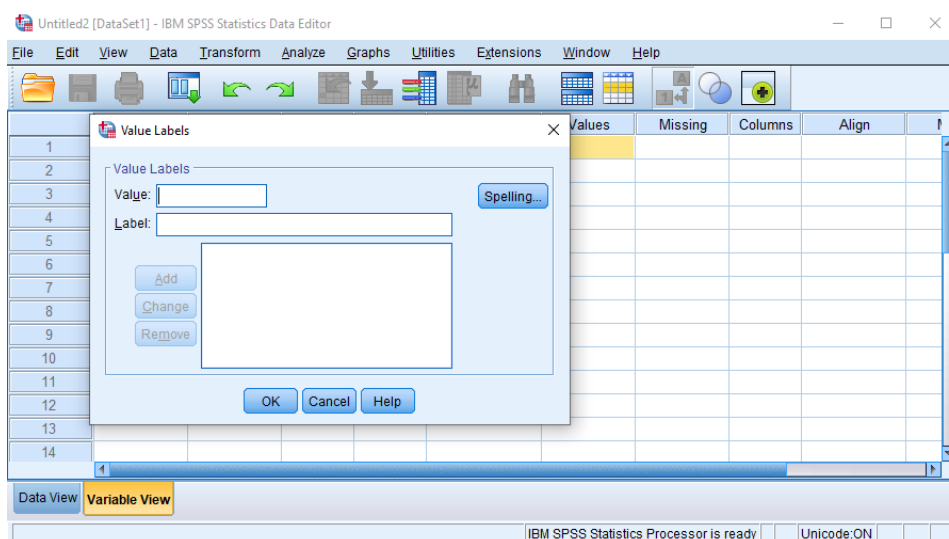 Untitled2 [DataSet1] - IBM SPSS Statistics Data Editor
File Edit View Data Transform Analyze Graphs Utilities Extensions Window Help
Value Labels
Values Missing Columns Align
Value Labels
Value:
Spelling...
Label:
Add
Change
Remove
OK Cancel Help
1
2
3
4
5
6
7
8
9
10
11
12
13
14
Data View Variable View
IBM SPSS Statistics Processor is ready Unicode:ON